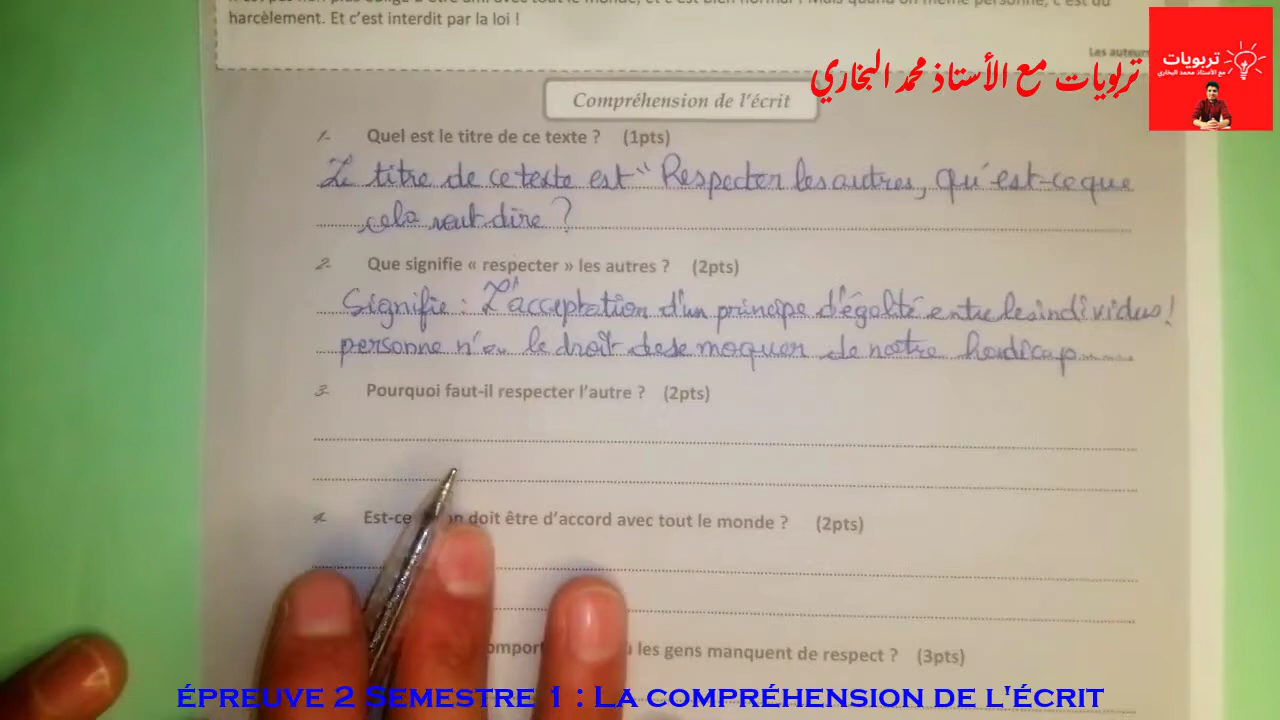 harcèlement. Et c'est interdit par la loi !
Les auteurs
تربويات مع الأستاذ محمد البخاري
تربويات
مع الأستاذ محمد البخاري
Compréhension de l'écrit
1. Quel est le titre de ce texte ? (1pts)
Le titre de ce texte est " Respecter les autres, qu'est-ce que
cela veut dire ?
2. Que signifie « respecter » les autres ? (2pts)
Signifie : L'acceptation d'un principe d'égalité entre les individus !
personne n'a le droit de se moquer de notre handicap
3. Pourquoi faut-il respecter l'autre ? (2pts)
4. Est-ce doit être d'accord avec tout le monde ? (2pts)
les gens manquent de respect ? (3pts)
épreuve 2 Semestre 1 : La compréhension de l'écrit